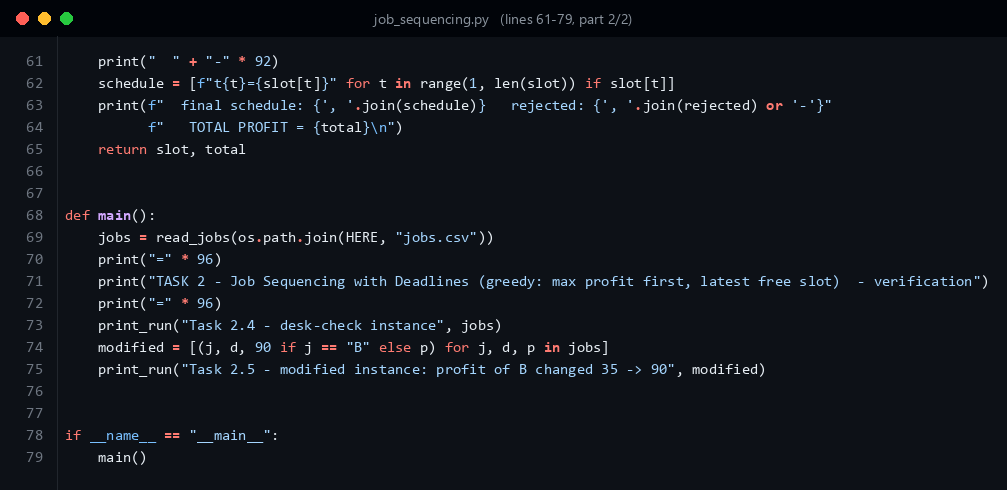 job_sequencing.py (lines 61-79, part 2/2)
61     print("  " + "-" * 92)
62     schedule = [f"t{t}={slot[t]}" for t in range(1, len(slot)) if slot[t]]
63     print(f"  final schedule: {', '.join(schedule)}   rejected: {', '.join(rejected) or '-'}"
64           f"   TOTAL PROFIT = {total}\n")
65     return slot, total
66
67
68 def main():
69     jobs = read_jobs(os.path.join(HERE, "jobs.csv"))
70     print("=" * 96)
71     print("TASK 2 - Job Sequencing with Deadlines (greedy: max profit first, latest free slot)  - verification")
72     print("=" * 96)
73     print_run("Task 2.4 - desk-check instance", jobs)
74     modified = [(j, d, 90 if j == "B" else p) for j, d, p in jobs]
75     print_run("Task 2.5 - modified instance: profit of B changed 35 -> 90", modified)
76
77
78 if __name__ == "__main__":
79     main()